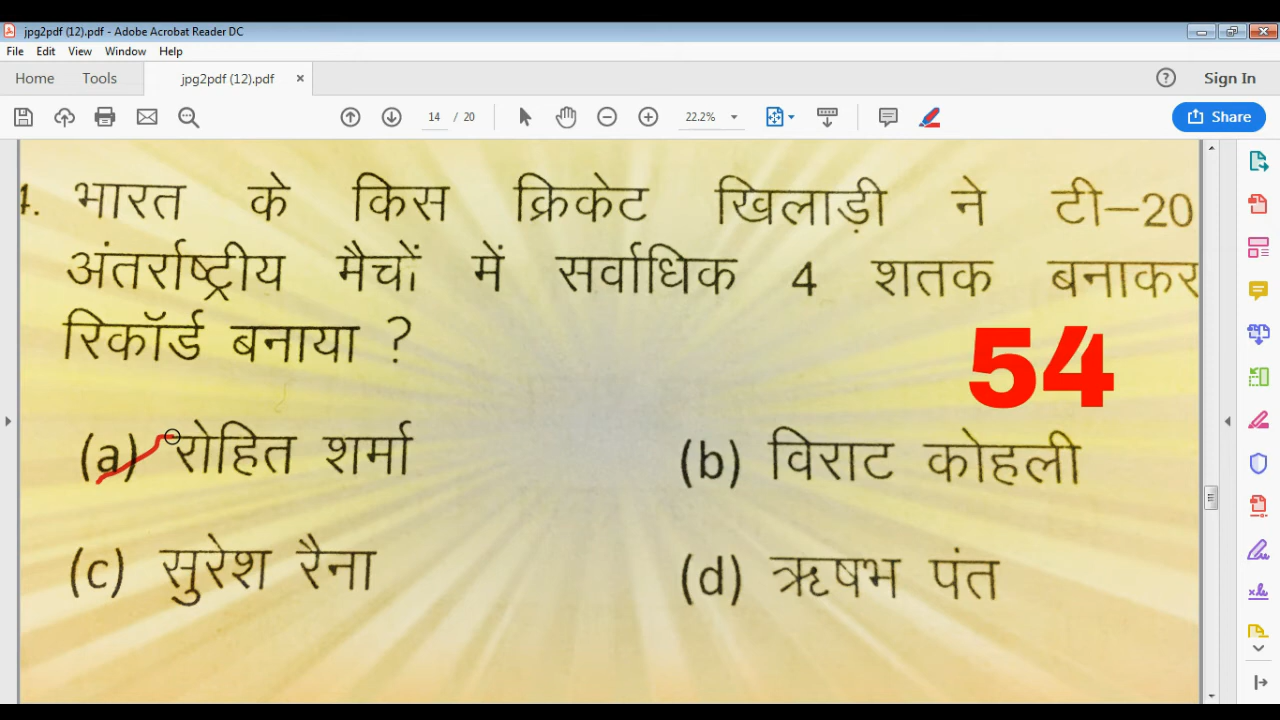 jpg2pdf (12).pdf - Adobe Acrobat Reader DC
File Edit View Window Help
Home Tools jpg2pdf (12).pdf ×
Sign In
14 / 20 22.2% Share
4. भारत के किस क्रिकेट खिलाड़ी ने टी-20
अंतर्राष्ट्रीय मैचों में सर्वाधिक 4 शतक बनाकर
रिकॉर्ड बनाया ?
54
(a) रोहित शर्मा (b) विराट कोहली
(c) सुरेश रैना (d) ऋषभ पंत